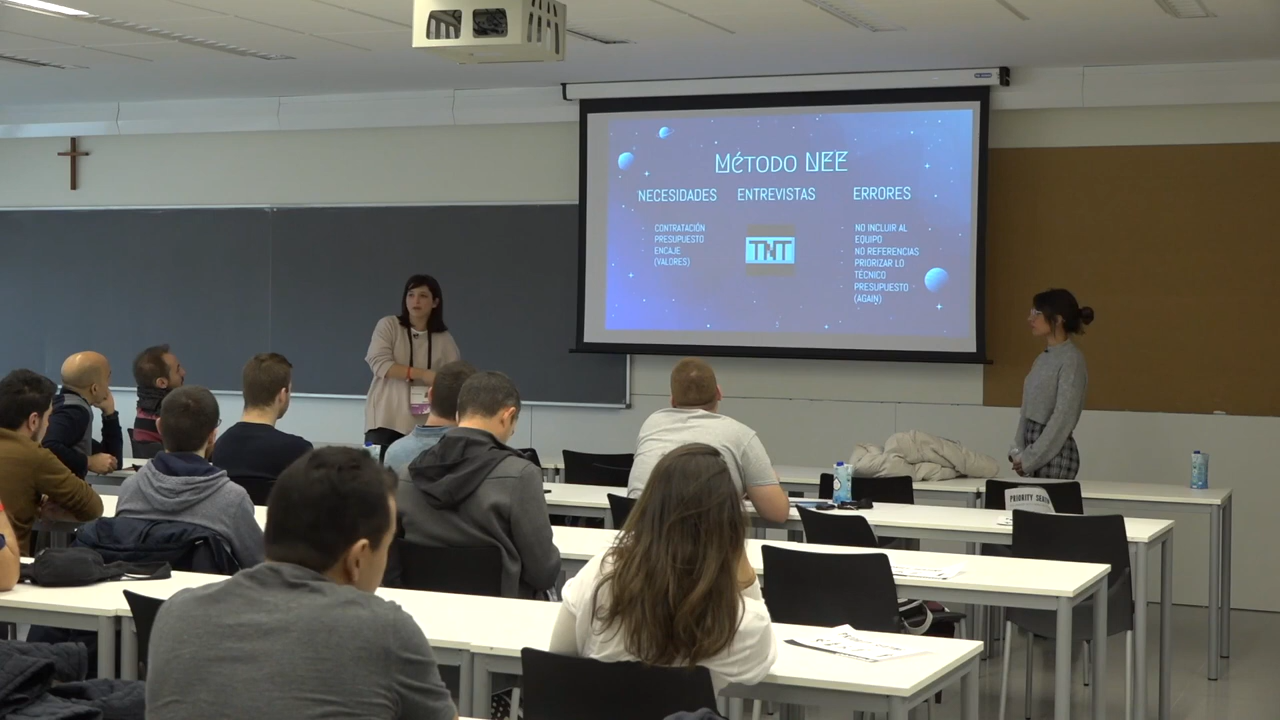 MÉTODO NEE
NECESIDADES
CONTRATACIÓN
PRESUPUESTO
ENCAJE
(VALORES)
ENTREVISTAS
TNT
ERRORES
NO INCLUIR AL
EQUIPO
NO REFERENCIAS
PRIORIZAR LO
TÉCNICO
PRESUPUESTO
(AGAIN)
PRIORITY SEATING